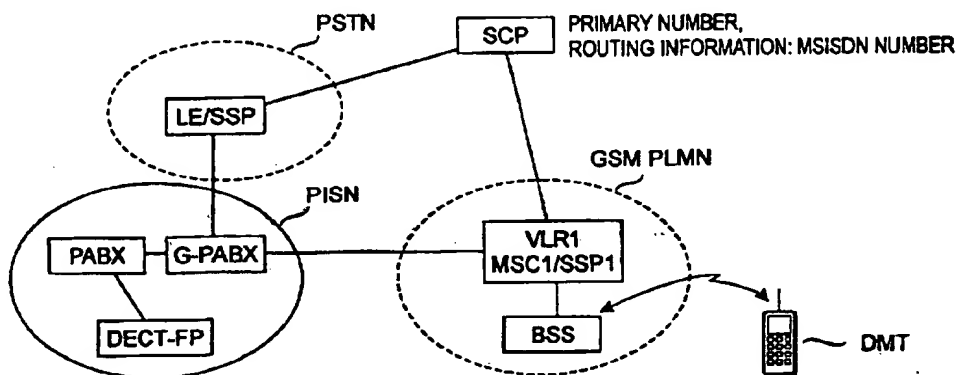 PSTN
SCP
PRIMARY NUMBER,
ROUTING INFORMATION: MSISDN NUMBER
LE/SSP
GSM PLMN
PISN
PABX
G-PABX
VLR1
MSC1/SSP1
DECT-FP
BSS
DMT